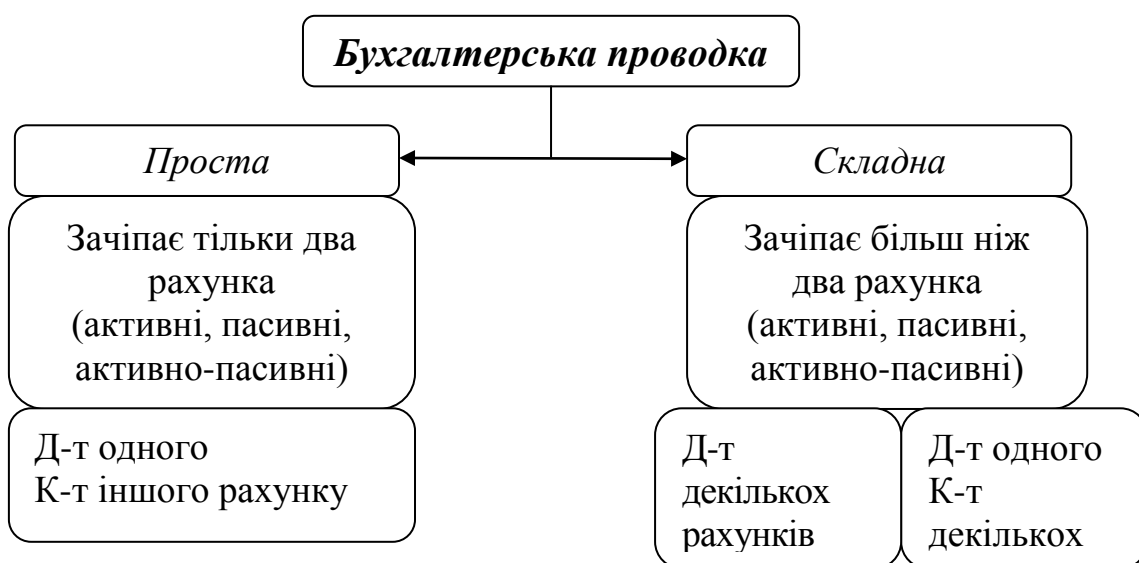 Бухгалтерська проводка
Проста
Складна
Зачіпає тільки два
рахунка
(активні, пасивні,
активно-пасивні)
Зачіпає більш ніж
два рахунка
(активні, пасивні,
активно-пасивні)
Д-т одного
К-т іншого рахунку
Д-т
декількох
рахунків
Д-т одного
К-т
декількох